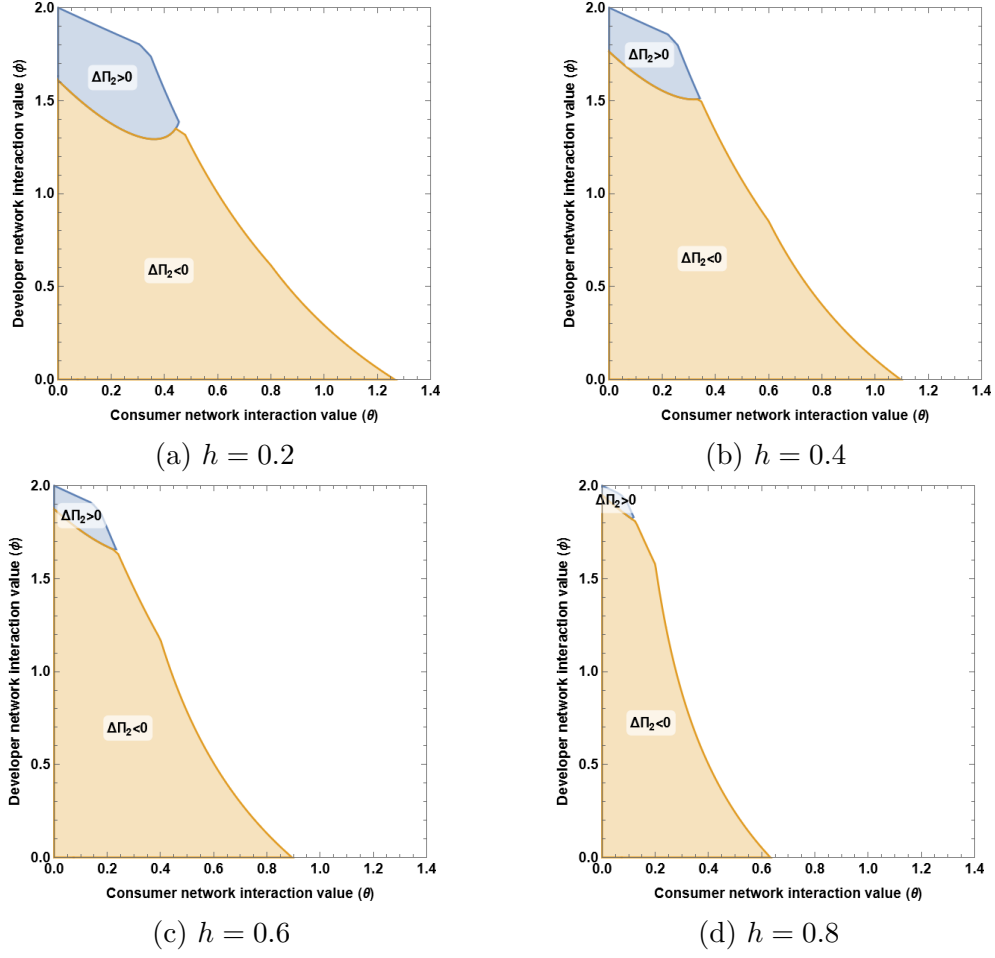 2.0
1.5
1.0
0.5
0.0
Developer network interaction value (ϕ)
ΔΠ₂>0
ΔΠ₂<0
0.0 0.2 0.4 0.6 0.8 1.0 1.2 1.4
Consumer network interaction value (θ)
(a) h = 0.2
2.0
1.5
1.0
0.5
0.0
Developer network interaction value (ϕ)
ΔΠ₂>0
ΔΠ₂<0
0.0 0.2 0.4 0.6 0.8 1.0 1.2 1.4
Consumer network interaction value (θ)
(b) h = 0.4
2.0
1.5
1.0
0.5
0.0
Developer network interaction value (ϕ)
ΔΠ₂>0
ΔΠ₂<0
0.0 0.2 0.4 0.6 0.8 1.0 1.2 1.4
Consumer network interaction value (θ)
(c) h = 0.6
2.0
1.5
1.0
0.5
0.0
Developer network interaction value (ϕ)
ΔΠ₂>0
ΔΠ₂<0
0.0 0.2 0.4 0.6 0.8 1.0 1.2 1.4
Consumer network interaction value (θ)
(d) h = 0.8